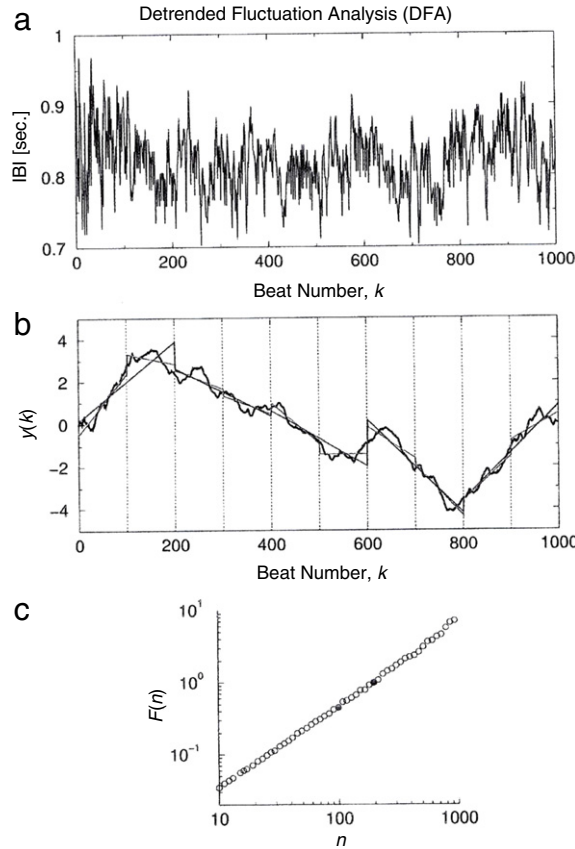 Detrended Fluctuation Analysis (DFA)
a
1
0.9
0.8
0.7
IBI [sec.]
0 200 400 600 800 1000
Beat Number, k
b
4
2
0
−2
−4
y(k)
0 200 400 600 800 1000
Beat Number, k
c
10¹
10⁰
10⁻¹
F(n)
10 100 1000
n